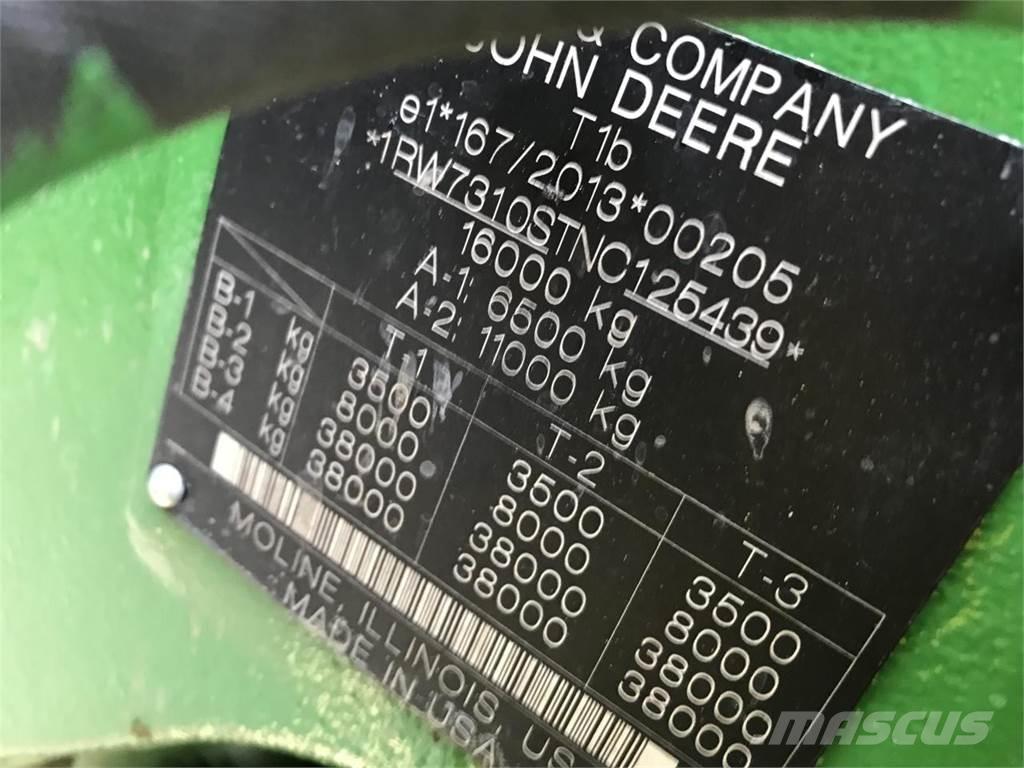 & COMPANY
JOHN DEERE
T1b
e1*167/2013*00205
*1RW7310STNC125439*
16000 kg
A-1: 6500 kg
A-2: 11000 kg
T-1 T-2 T-3
B-1 kg 3500 3500 3500
B-2 kg 8000 8000 8000
B-3 kg 38000 38000 38000
B-4 kg 38000 38000 38000
MOLINE, ILLINOIS, US
MADE IN USA
MASCUS